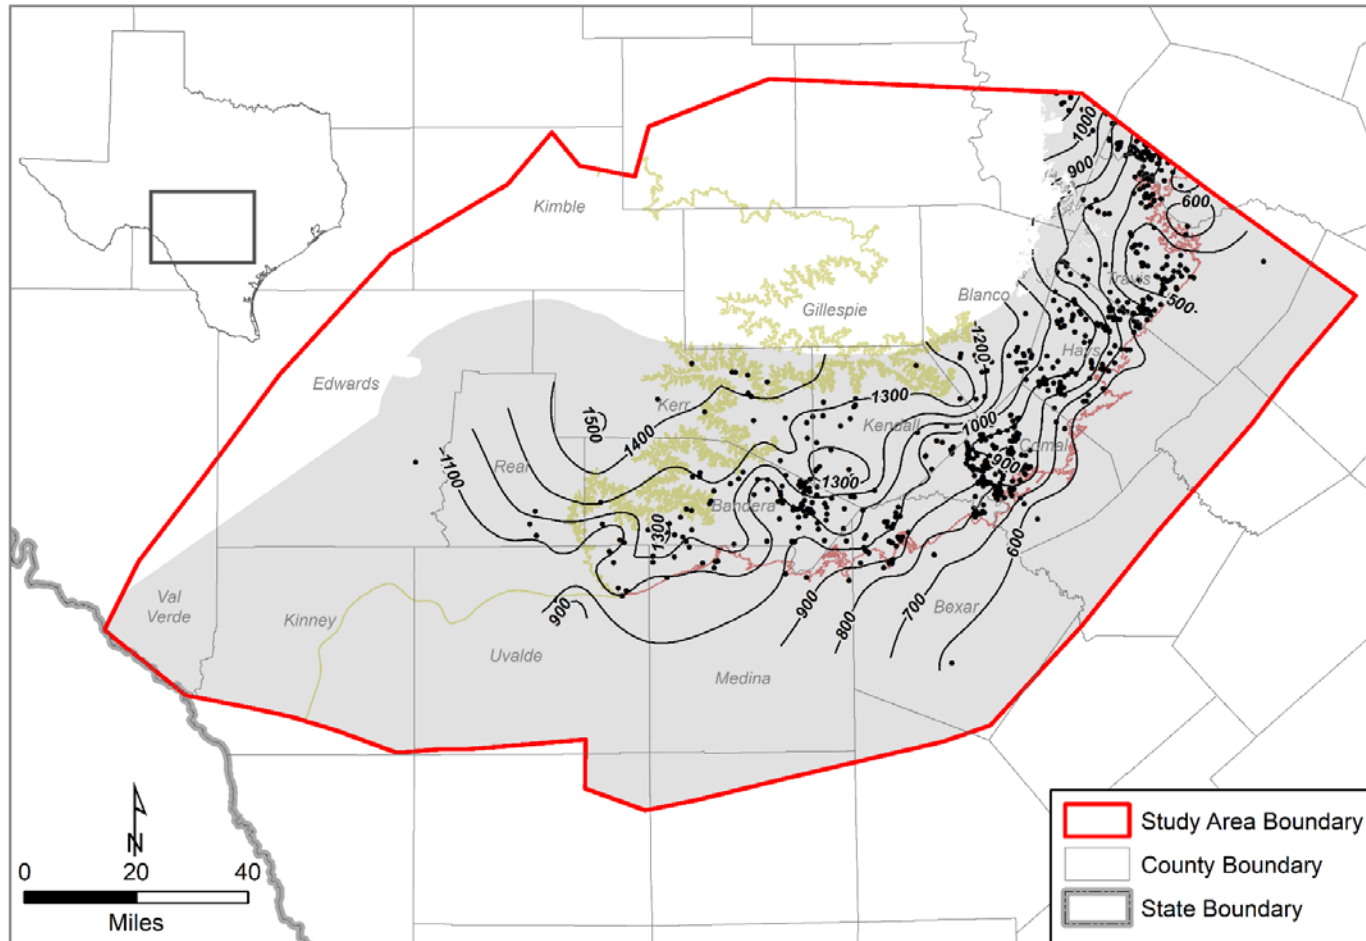 1000
900
600
Kimble
Travis
Blanco
500
Gillespie
1200
Hays
Edwards
1300
Kerr
1500
1400
Kendall
1000
Comal
900
1100
Real
1300
Bandera
1300
600
Val
Verde
Kinney
900
900
800
700
Bexar
Uvalde
Medina
N
0 20 40
Miles
Study Area Boundary
County Boundary
State Boundary